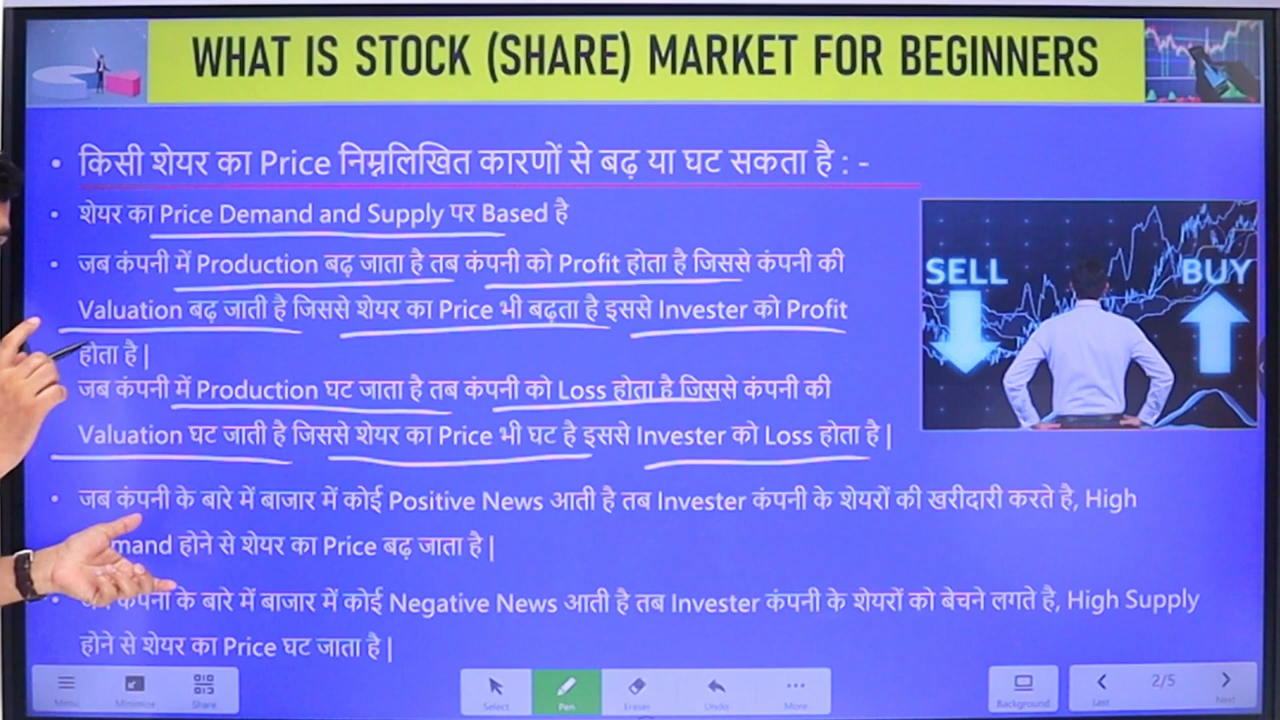 WHAT IS STOCK (SHARE) MARKET FOR BEGINNERS
• किसी शेयर का Price निम्नलिखित कारणों से बढ़ या घट सकता है : -
• शेयर का Price Demand and Supply पर Based है
• जब कंपनी में Production बढ़ जाता है तब कंपनी को Profit होता है जिससे कंपनी की
Valuation बढ़ जाती है जिससे शेयर का Price भी बढ़ता है इससे Invester को Profit
होता है |
जब कंपनी में Production घट जाता है तब कंपनी को Loss होता है जिससे कंपनी की
Valuation घट जाती है जिससे शेयर का Price भी घट है इससे Invester को Loss होता है |
SELL
BUY
• जब कंपनी के बारे में बाजार में कोई Positive News आती है तब Invester कंपनी के शेयरों की खरीदारी करते है, High
होने से शेयर का Price बढ़ जाता है |
• कंपनी के बारे में बाजार में कोई Negative News आती है तब Invester कंपनी के शेयरों को बेचने लगते है, High Supply
होने से शेयर का Price घट जाता है |
Menu
Minimize
Share
Select
Pen
Eraser
Undo
More
Background
Last
2/5
Next